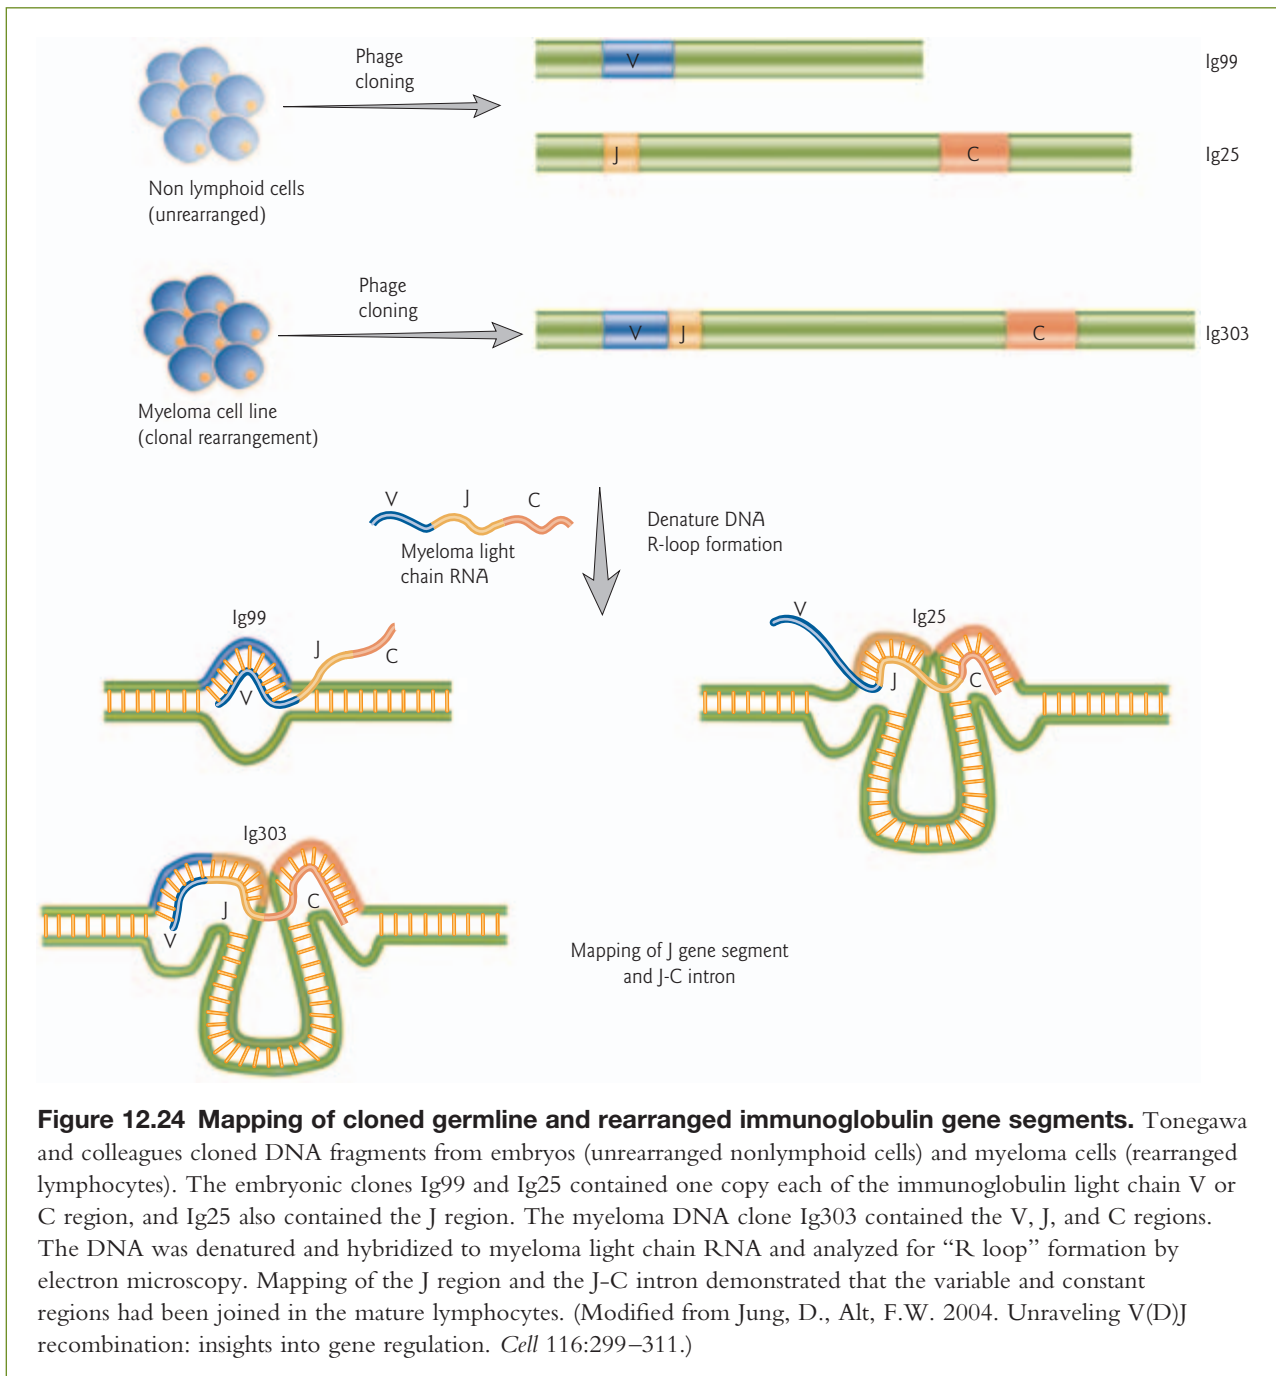 Phage
cloning
V
Ig99
J
C
Ig25
Non lymphoid cells
(unrearranged)
Phage
cloning
V
J
C
Ig303
Myeloma cell line
(clonal rearrangement)
V
J
C
Myeloma light
chain RNA
Denature DNA
R-loop formation
Ig99
V
J
C
V
Ig25
J
C
Ig303
V
J
C
Mapping of J gene segment
and J-C intron
Figure 12.24 Mapping of cloned germline and rearranged immunoglobulin gene segments. Tonegawa
and colleagues cloned DNA fragments from embryos (unrearranged nonlymphoid cells) and myeloma cells (rearranged
lymphocytes). The embryonic clones Ig99 and Ig25 contained one copy each of the immunoglobulin light chain V or
C region, and Ig25 also contained the J region. The myeloma DNA clone Ig303 contained the V, J, and C regions.
The DNA was denatured and hybridized to myeloma light chain RNA and analyzed for “R loop” formation by
electron microscopy. Mapping of the J region and the J-C intron demonstrated that the variable and constant
regions had been joined in the mature lymphocytes. (Modified from Jung, D., Alt, F.W. 2004. Unraveling V(D)J
recombination: insights into gene regulation. Cell 116:299–311.)